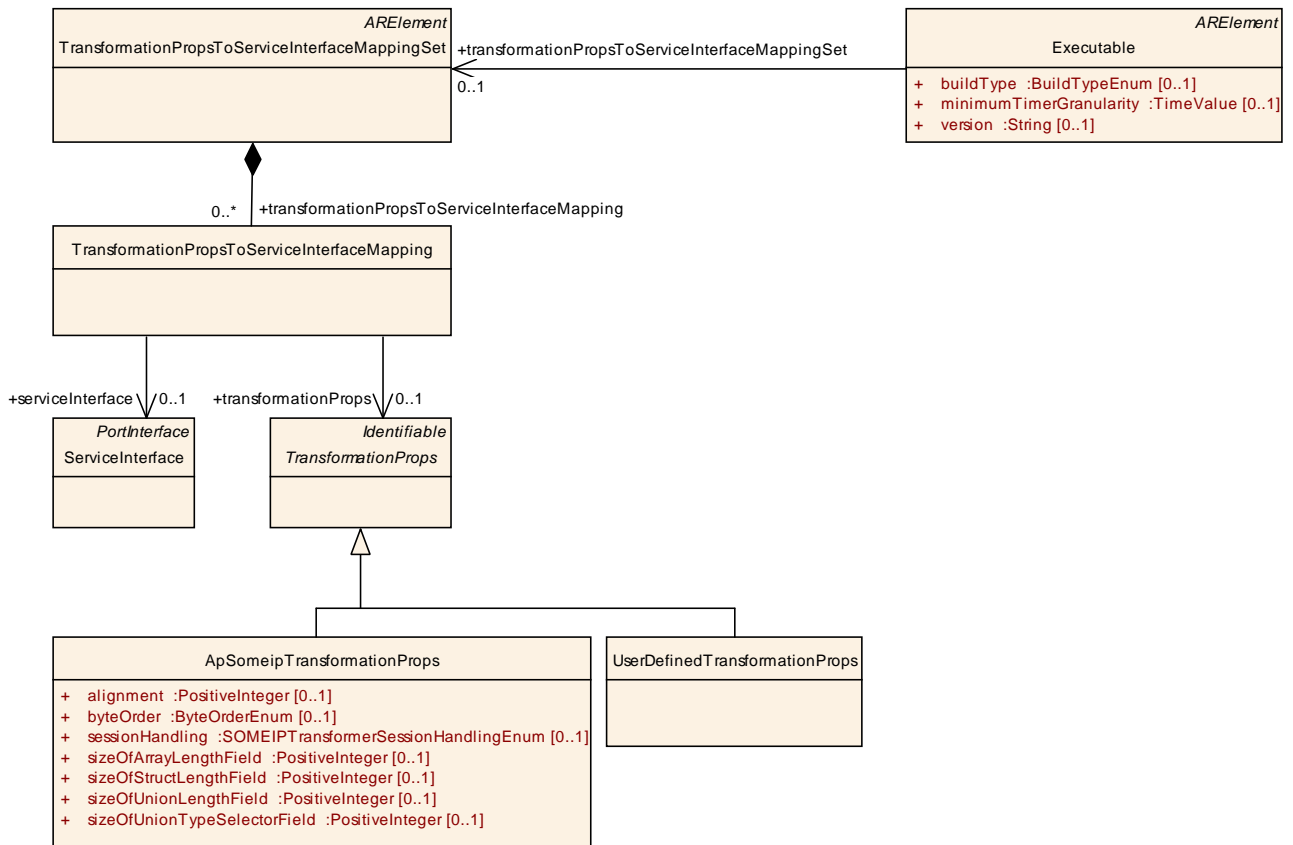 ARElement
TransformationPropsToServiceInterfaceMappingSet
+transformationPropsToServiceInterfaceMappingSet
0..1
ARElement
Executable
+ buildType :BuildTypeEnum [0..1]
+ minimumTimerGranularity :TimeValue [0..1]
+ version :String [0..1]
0..* +transformationPropsToServiceInterfaceMapping
TransformationPropsToServiceInterfaceMapping
+serviceInterface 0..1
+transformationProps 0..1
PortInterface
ServiceInterface
Identifiable
TransformationProps
ApSomeipTransformationProps
+ alignment :PositiveInteger [0..1]
+ byteOrder :ByteOrderEnum [0..1]
+ sessionHandling :SOMEIPTransformerSessionHandlingEnum [0..1]
+ sizeOfArrayLengthField :PositiveInteger [0..1]
+ sizeOfStructLengthField :PositiveInteger [0..1]
+ sizeOfUnionLengthField :PositiveInteger [0..1]
+ sizeOfUnionTypeSelectorField :PositiveInteger [0..1]
UserDefinedTransformationProps